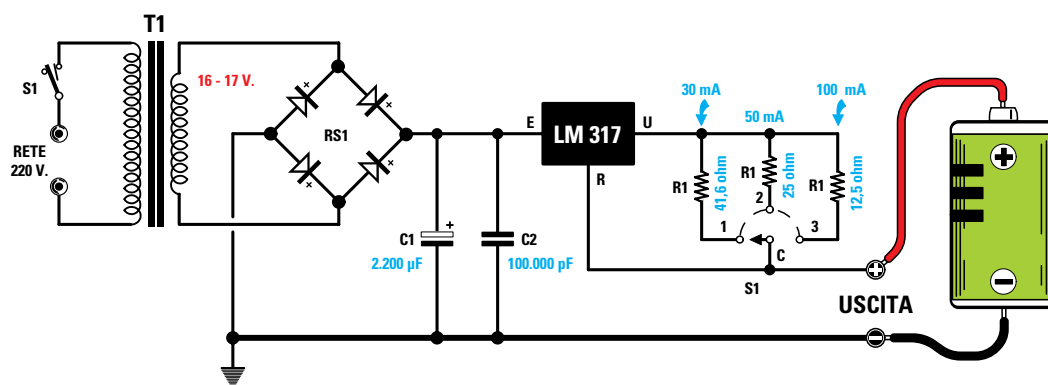 T1
S1
RETE
220 V.
16 - 17 V.
RS1
C1
+
2.200 µF
C2
100.000 pF
E
LM 317
U
R
30 mA
50 mA
100 mA
R1
41,6 ohm
R1
25 ohm
R1
12,5 ohm
1
2
3
C
S1
USCITA
+
−
+
−